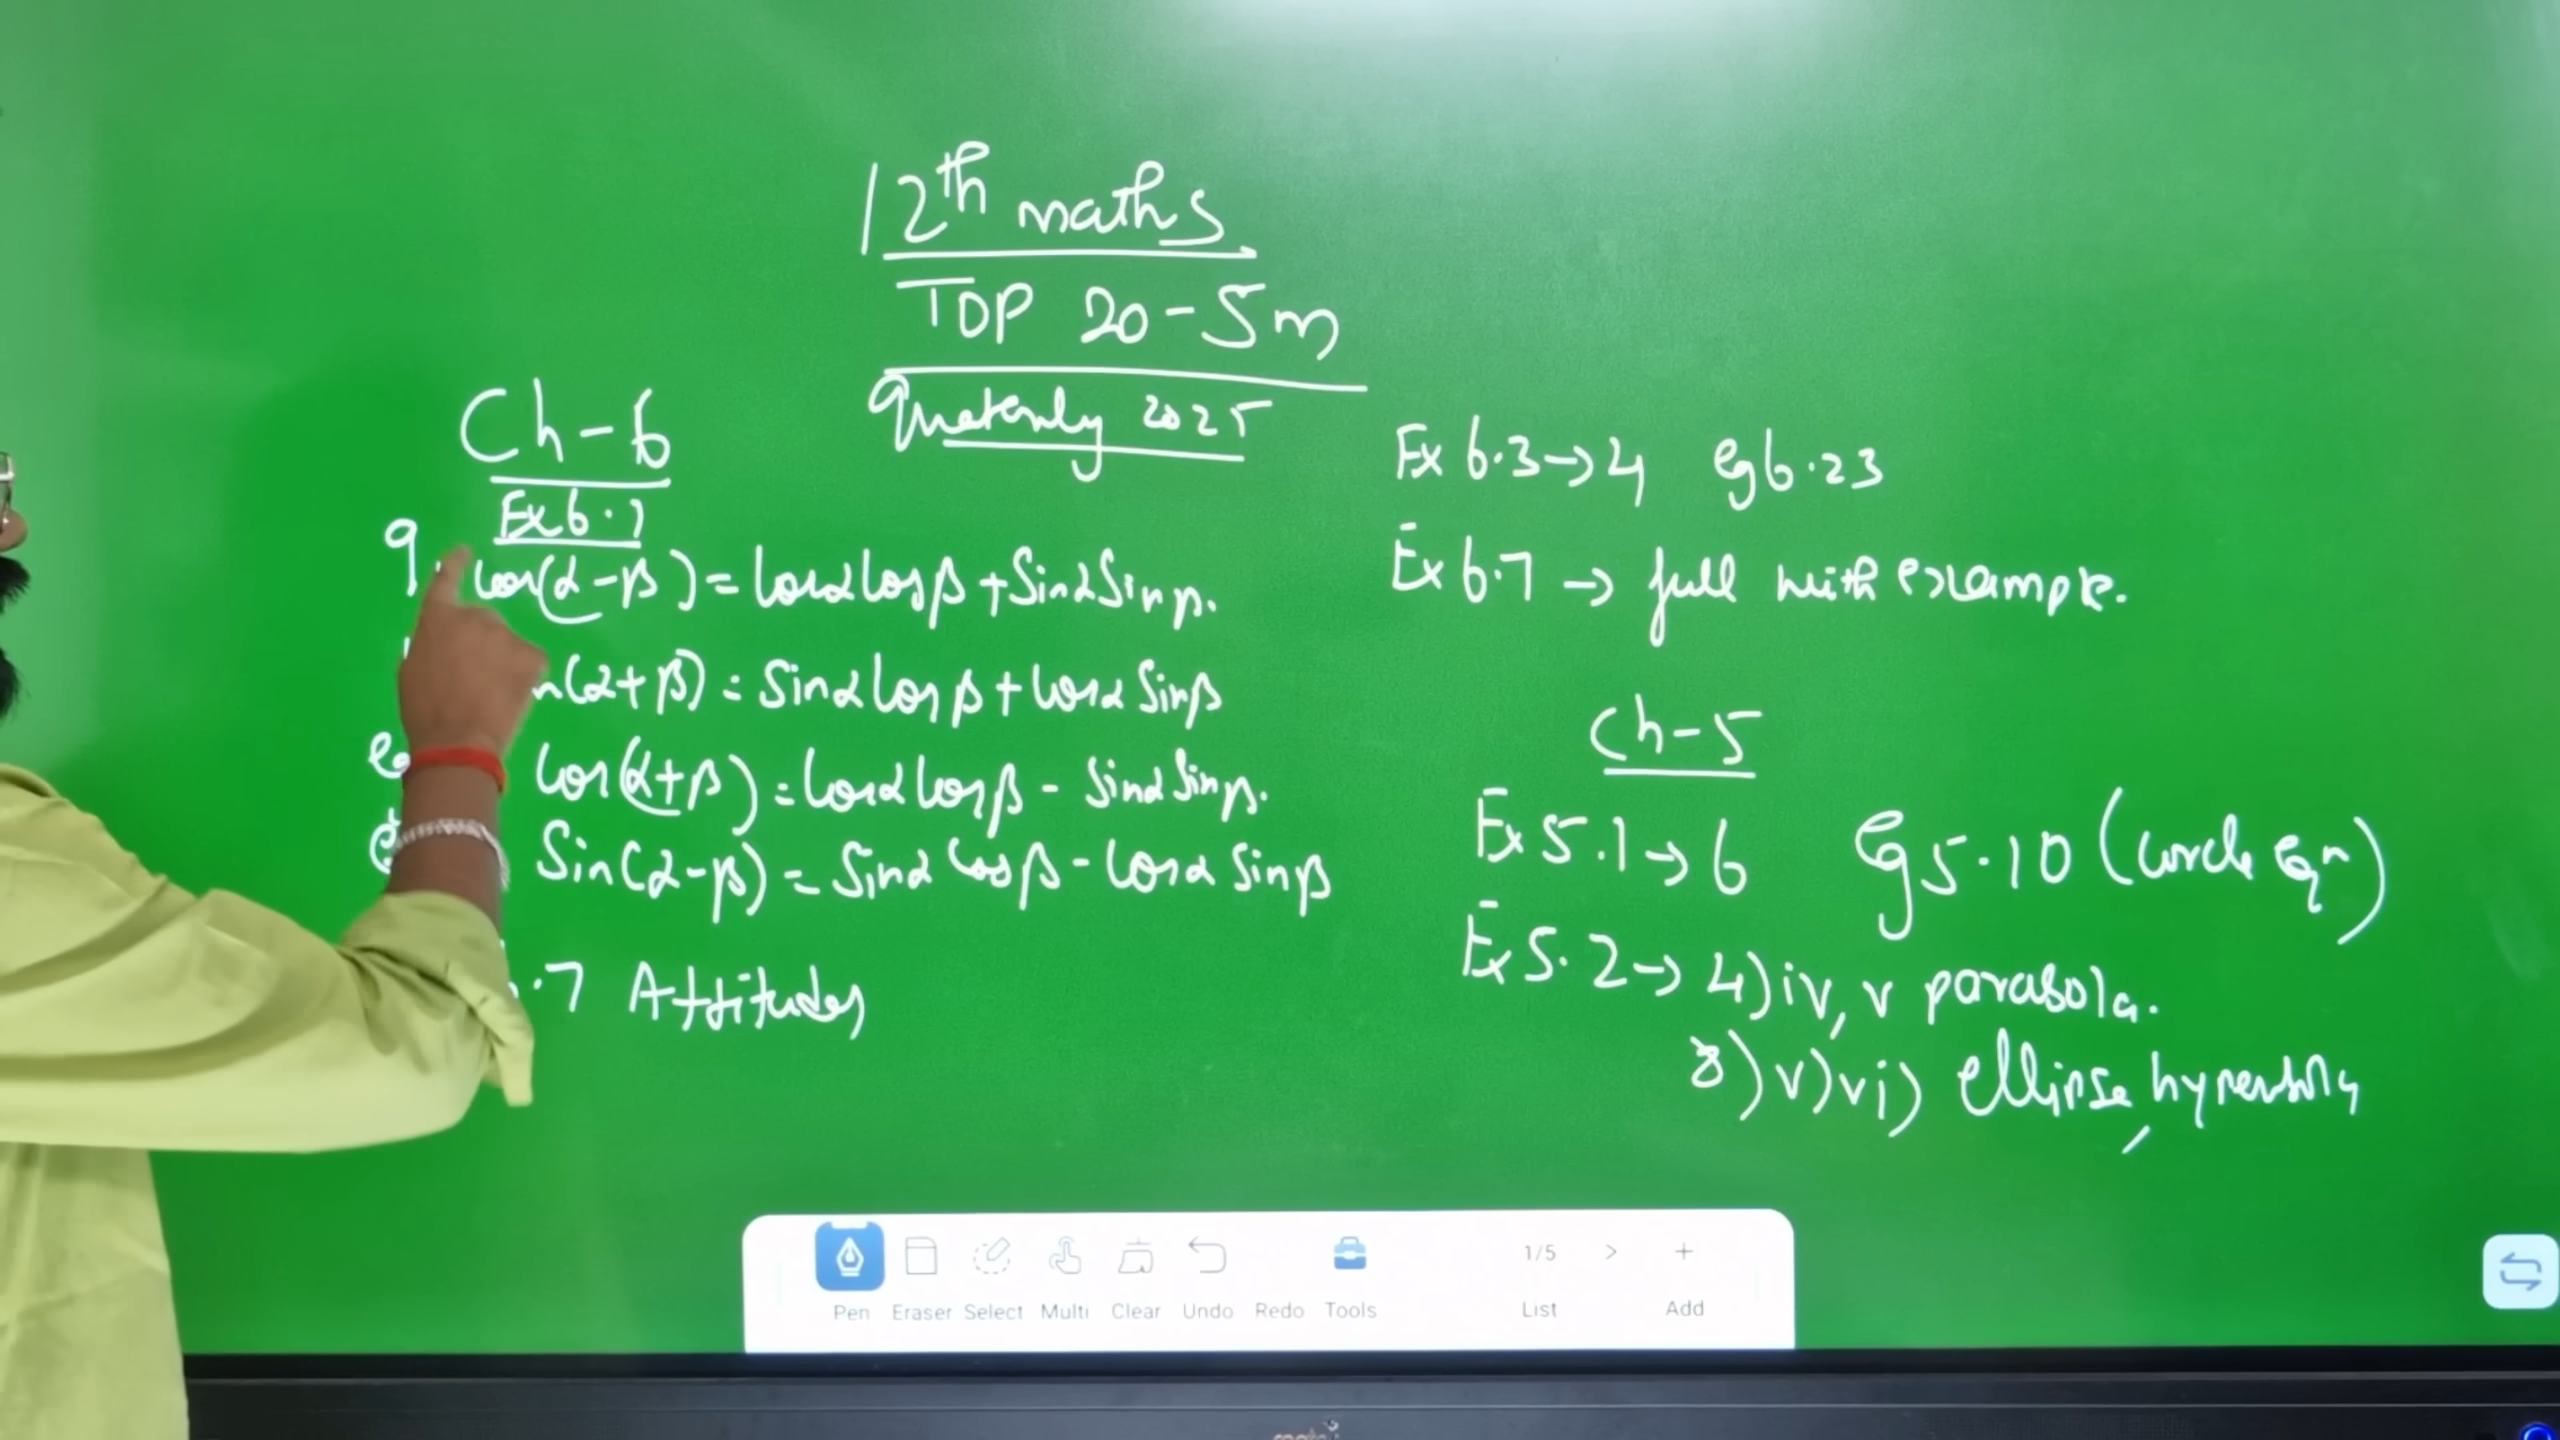 12th maths
TOP 20-5m
Quaterly 2025
Ch-6
Ex 6.1
9. cos(α-β) = cosα cosβ + sinα sinβ.
n(α+β) = sinα cosβ + cosα sinβ
cos(α+β) = cosα cosβ - sinα sinβ.
Sin(α-β) = sinα cosβ - cosα sinβ
.7 Attitudes
Ex 6.3→4 eg 6.23
Ex 6.7 → full with example.
Ch-5
Ex 5.1→6 Eg 5.10 (circle Eqn)
Ex 5.2→4) iv, v parabola.
8) v) vi) ellipse, hyperbola
Pen Eraser Select Multi Clear Undo Redo Tools
1/5 > +
List Add